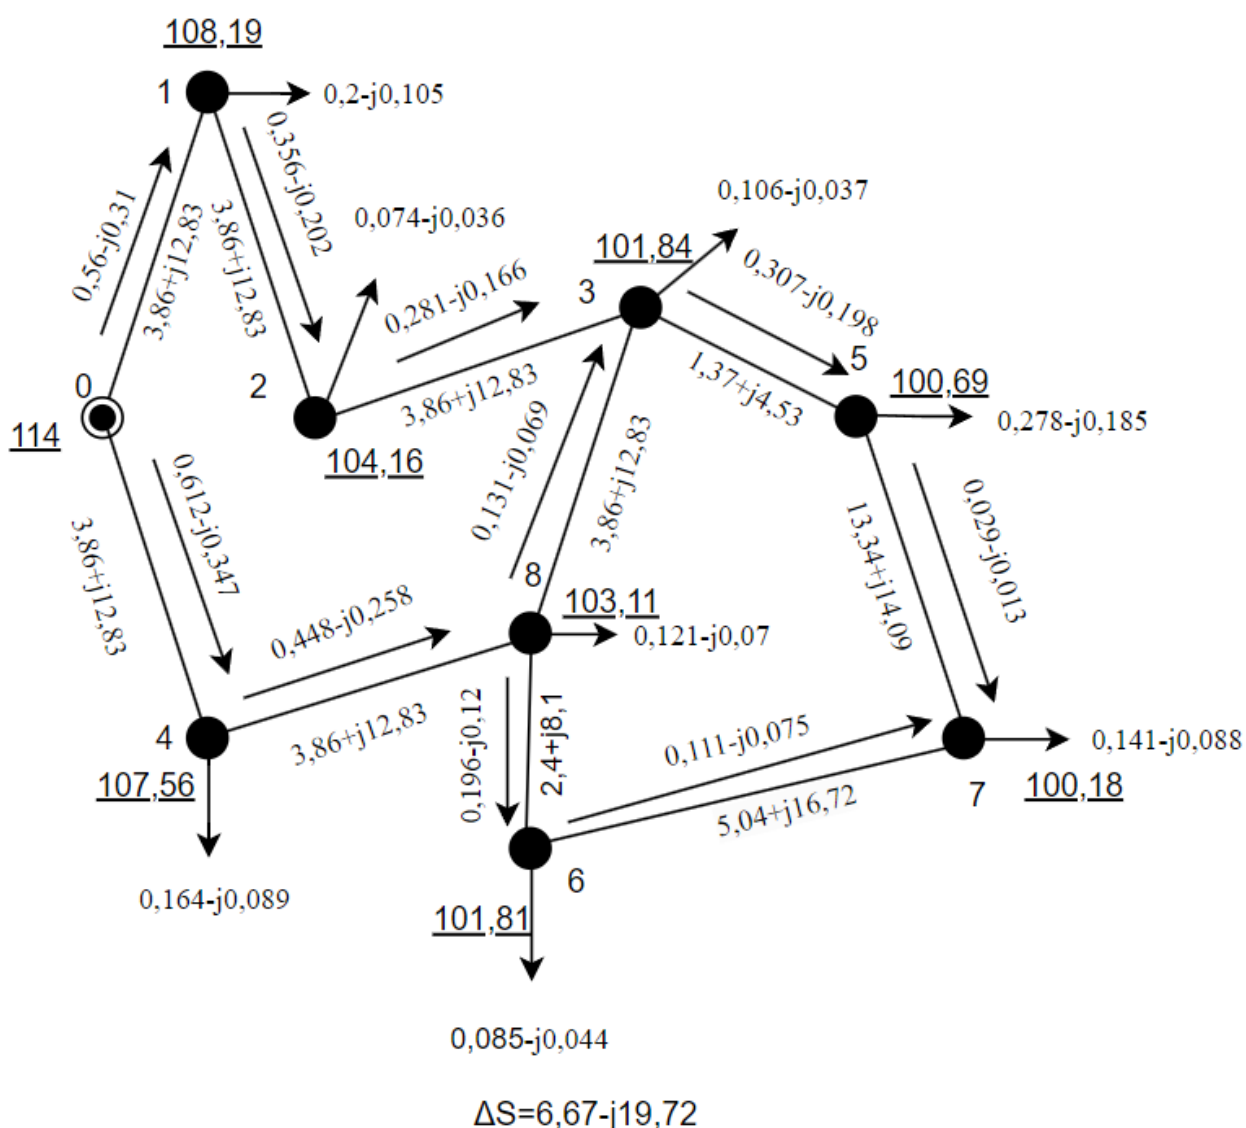 108,19
1
0,2-j0,105
0,56-j0,31
3,86+j12,83
0,356-j0,202
3,86+j12,83
0,074-j0,036
0,106-j0,037
101,84
3
0,281-j0,166
3,86+j12,83
0,307-j0,198
1,37+j4,53
5
100,69
0,278-j0,185
0
114
2
104,16
0,612-j0,347
3,86+j12,83
0,131-j0,069
3,86+j12,83
13,34+j14,09
0,029-j0,013
8
103,11
0,121-j0,07
0,448-j0,258
3,86+j12,83
4
107,56
0,164-j0,089
0,196-j0,12
2,4+j8,1
0,111-j0,075
5,04+j16,72
0,141-j0,088
7
100,18
6
101,81
0,085-j0,044
ΔS=6,67-j19,72